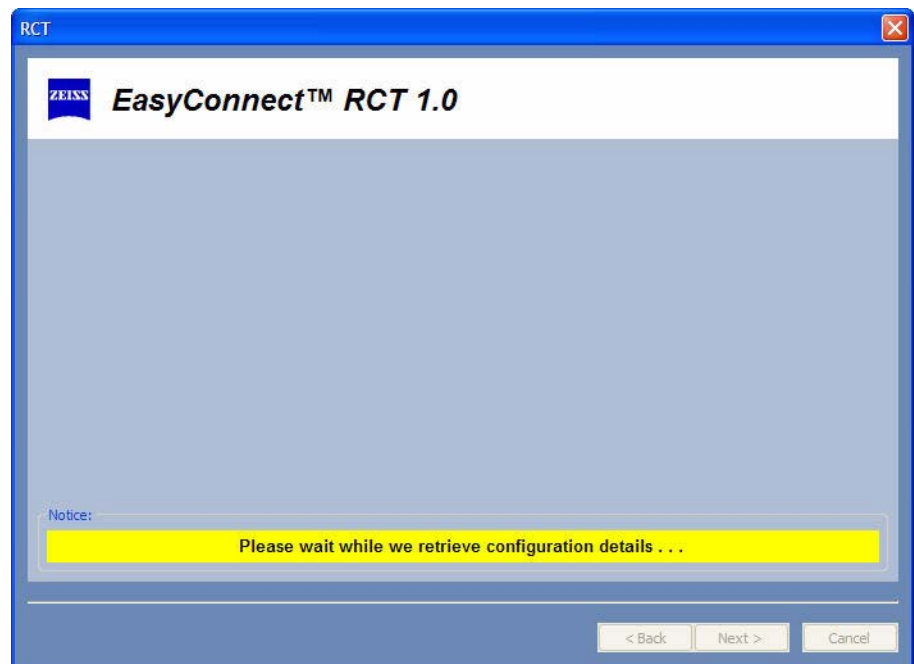 RCT
ZEISS
EasyConnect™ RCT 1.0
Notice:
Please wait while we retrieve configuration details . . .
< Back
Next >
Cancel